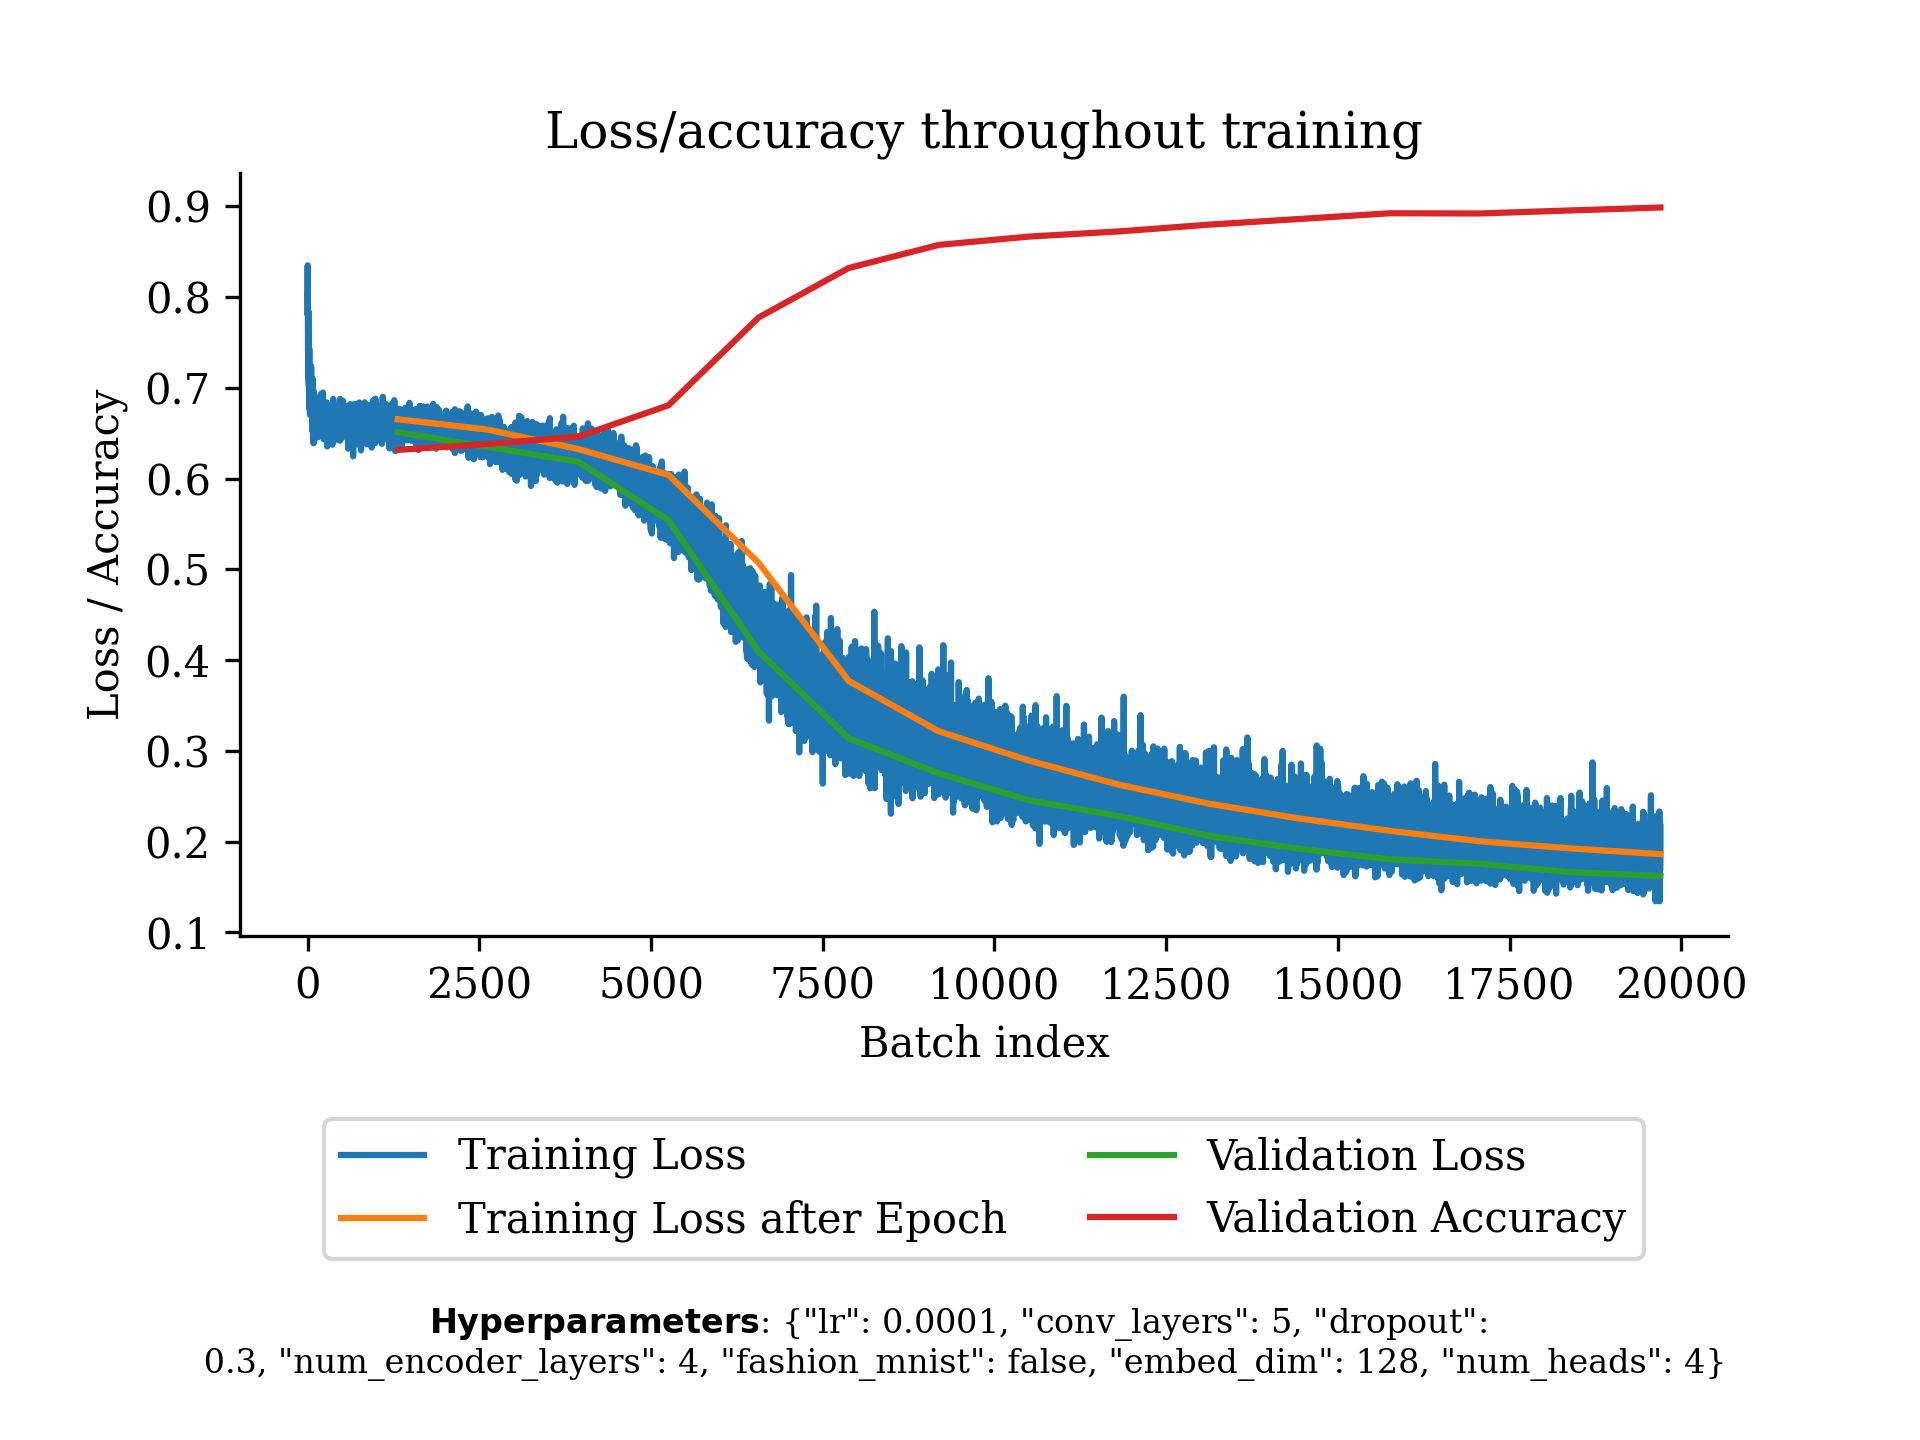 Loss/accuracy throughout training
0.9
0.8
0.7
0.6
0.5
0.4
0.3
0.2
0.1
Loss / Accuracy
0 2500 5000 7500 10000 12500 15000 17500 20000
Batch index
Training Loss Validation Loss
Training Loss after Epoch Validation Accuracy
Hyperparameters: {"lr": 0.0001, "conv_layers": 5, "dropout":
0.3, "num_encoder_layers": 4, "fashion_mnist": false, "embed_dim": 128, "num_heads": 4}